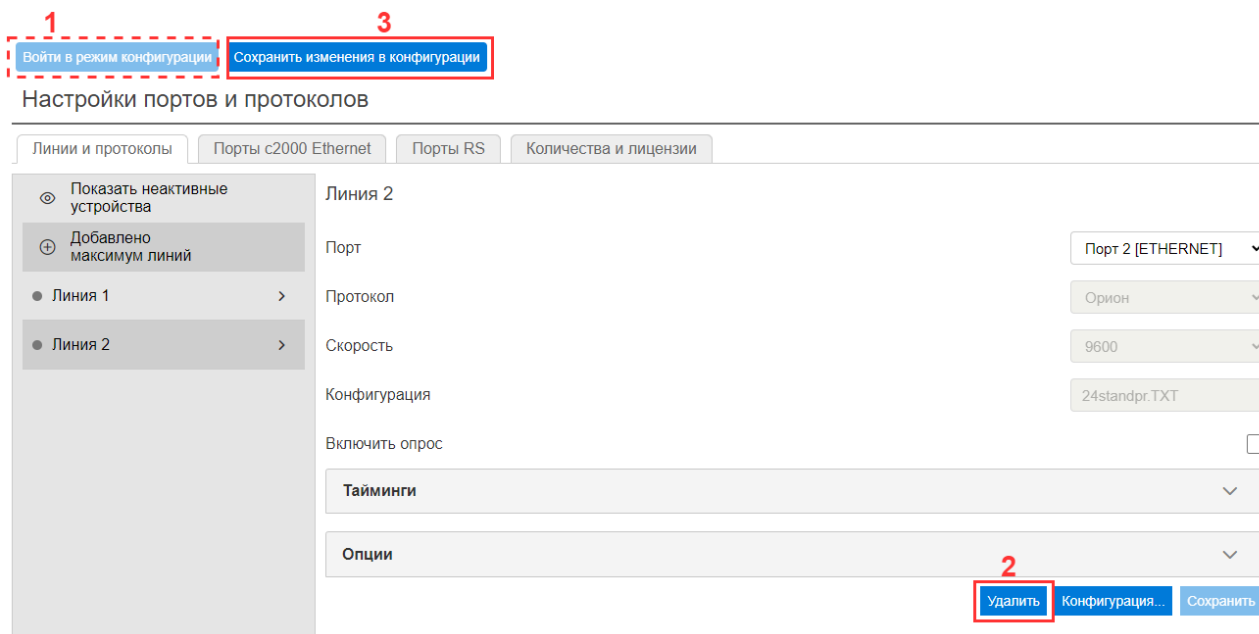 1
3
Войти в режим конфигурации
Сохранить изменения в конфигурации
Настройки портов и протоколов
Линии и протоколы
Порты с2000 Ethernet
Порты RS
Количества и лицензии
Показать неактивные
устройства
Добавлено
максимум линий
Линия 1
Линия 2
Линия 2
Порт
Порт 2 [ETHERNET]
Протокол
Орион
Скорость
9600
Конфигурация
24standpr.TXT
Включить опрос
Тайминги
Опции
2
Удалить
Конфигурация...
Сохранить